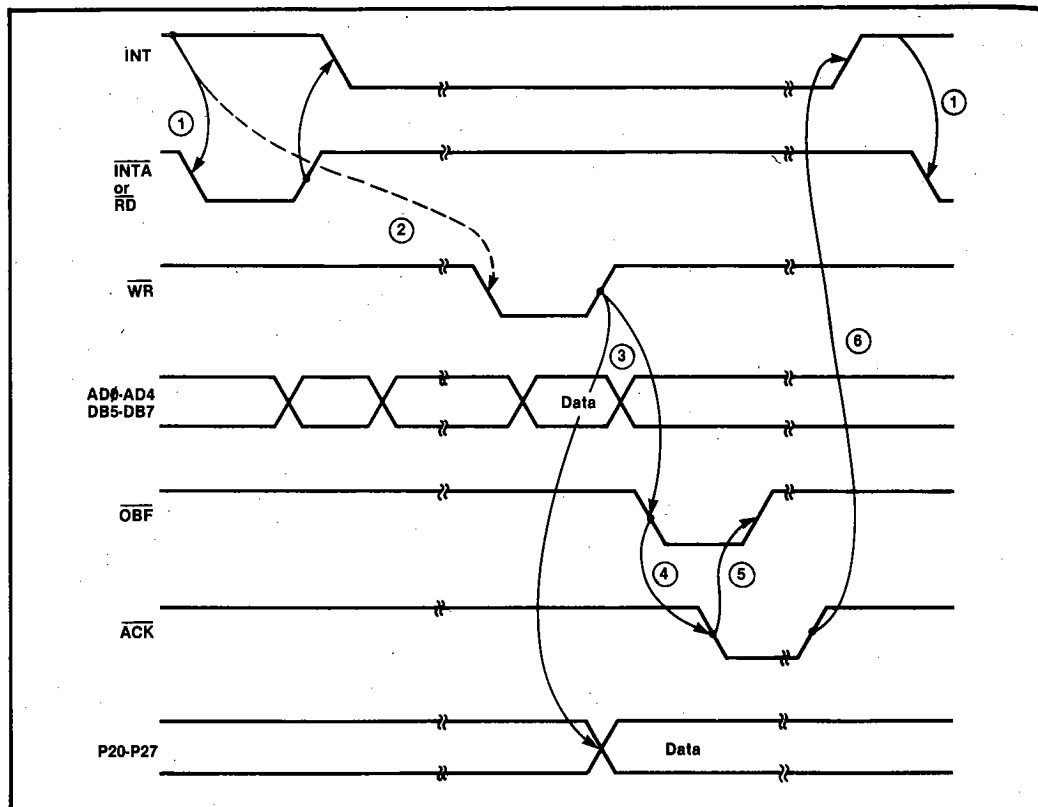 INT
①
①
INTA
or
RD
②
WR
③
⑥
ADØ-AD4
DB5-DB7
Data
OBF
④
⑤
ACK
P20-P27
Data